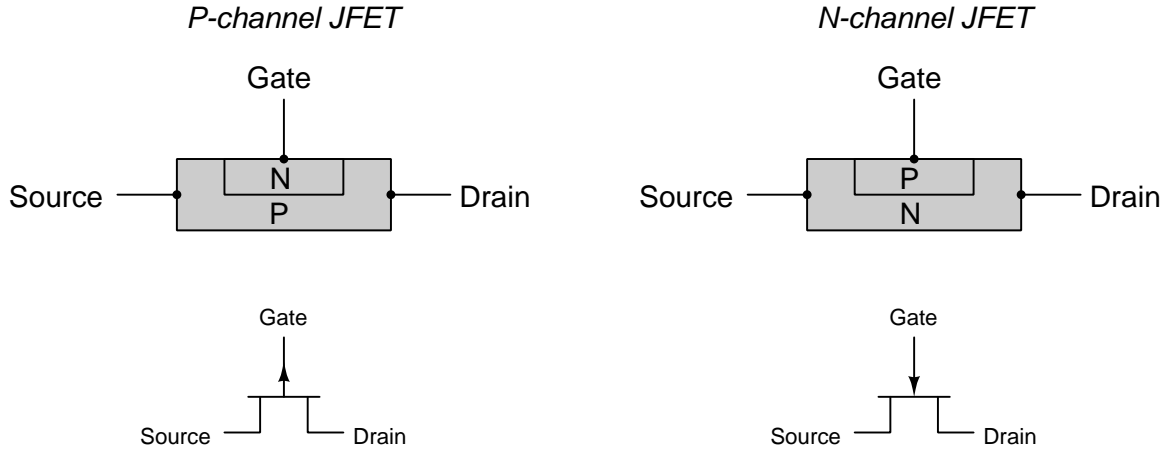 P-channel JFET
N-channel JFET
Gate
Gate
N
P
Source
Drain
Source
Drain
P
N
Gate
Gate
Source
Drain
Source
Drain